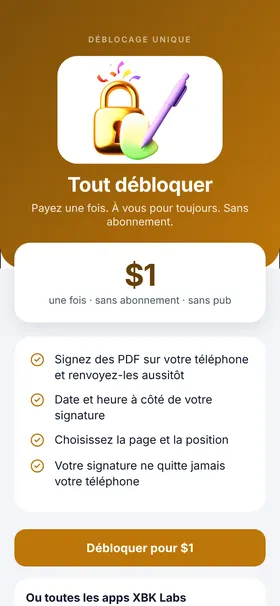 DÉBLOCAGE UNIQUE
Tout débloquer
Payez une fois. À vous pour toujours. Sans
abonnement.
$1
une fois · sans abonnement · sans pub
Signez des PDF sur votre téléphone
et renvoyez-les aussitôt
Date et heure à côté de votre
signature
Choisissez la page et la position
Votre signature ne quitte jamais
votre téléphone
Débloquer pour $1
Ou toutes les apps XBK Labs